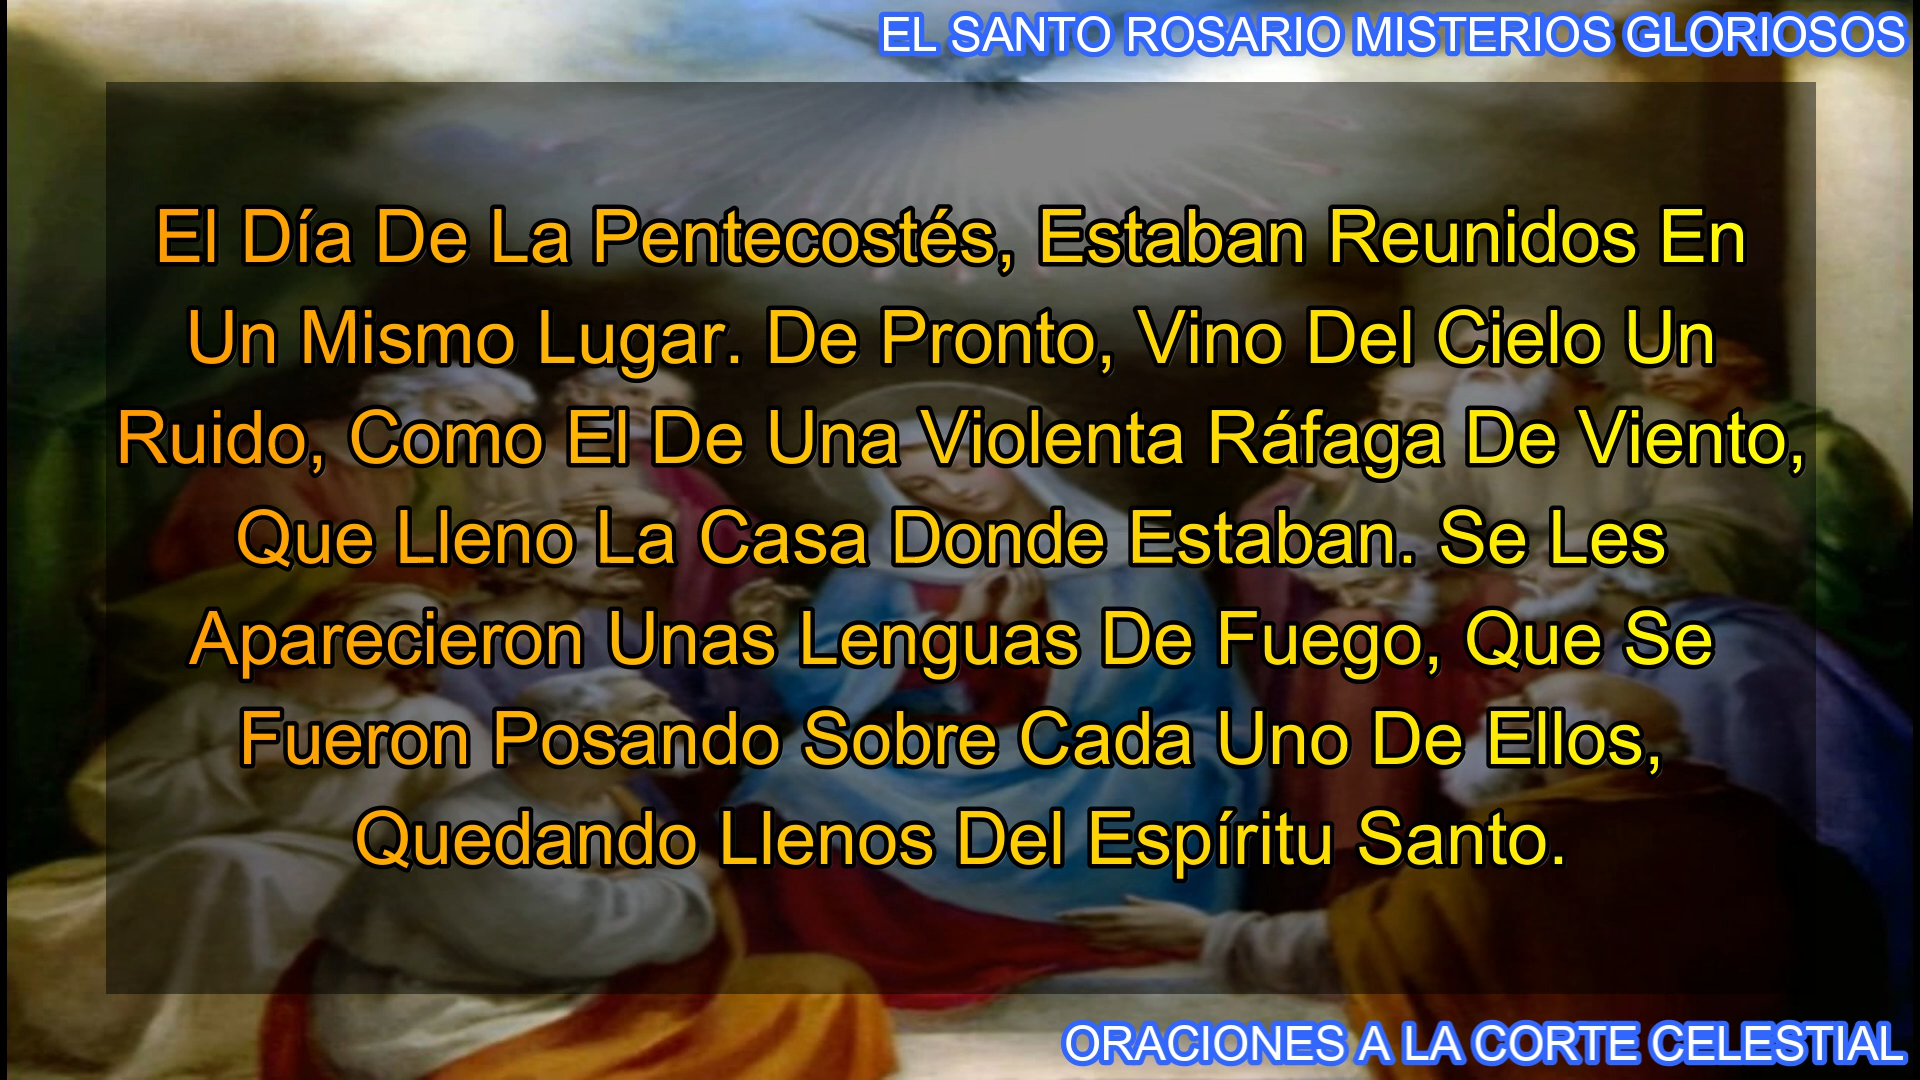 EL SANTO ROSARIO MISTERIOS GLORIOSOS
El Día De La Pentecostés, Estaban Reunidos En
Un Mismo Lugar. De Pronto, Vino Del Cielo Un
Ruido, Como El De Una Violenta Ráfaga De Viento,
Que Lleno La Casa Donde Estaban. Se Les
Aparecieron Unas Lenguas De Fuego, Que Se
Fueron Posando Sobre Cada Uno De Ellos,
Quedando Llenos Del Espíritu Santo.
ORACIONES A LA CORTE CELESTIAL